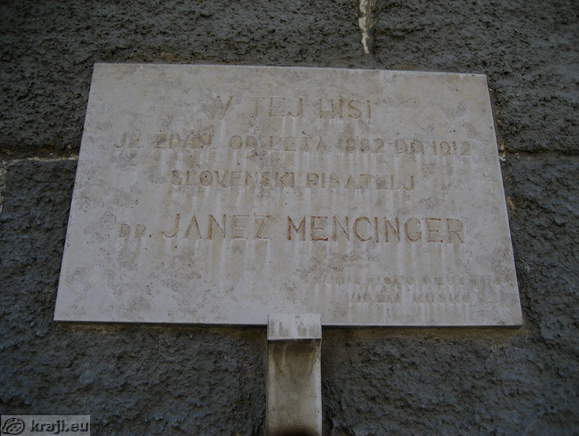 V TEJ HIŠI
JE ŽIVEL OD LETA 1882 DO 1912
SLOVENSKI PISATELJ
DR. JANEZ MENCINGER
kraji.eu